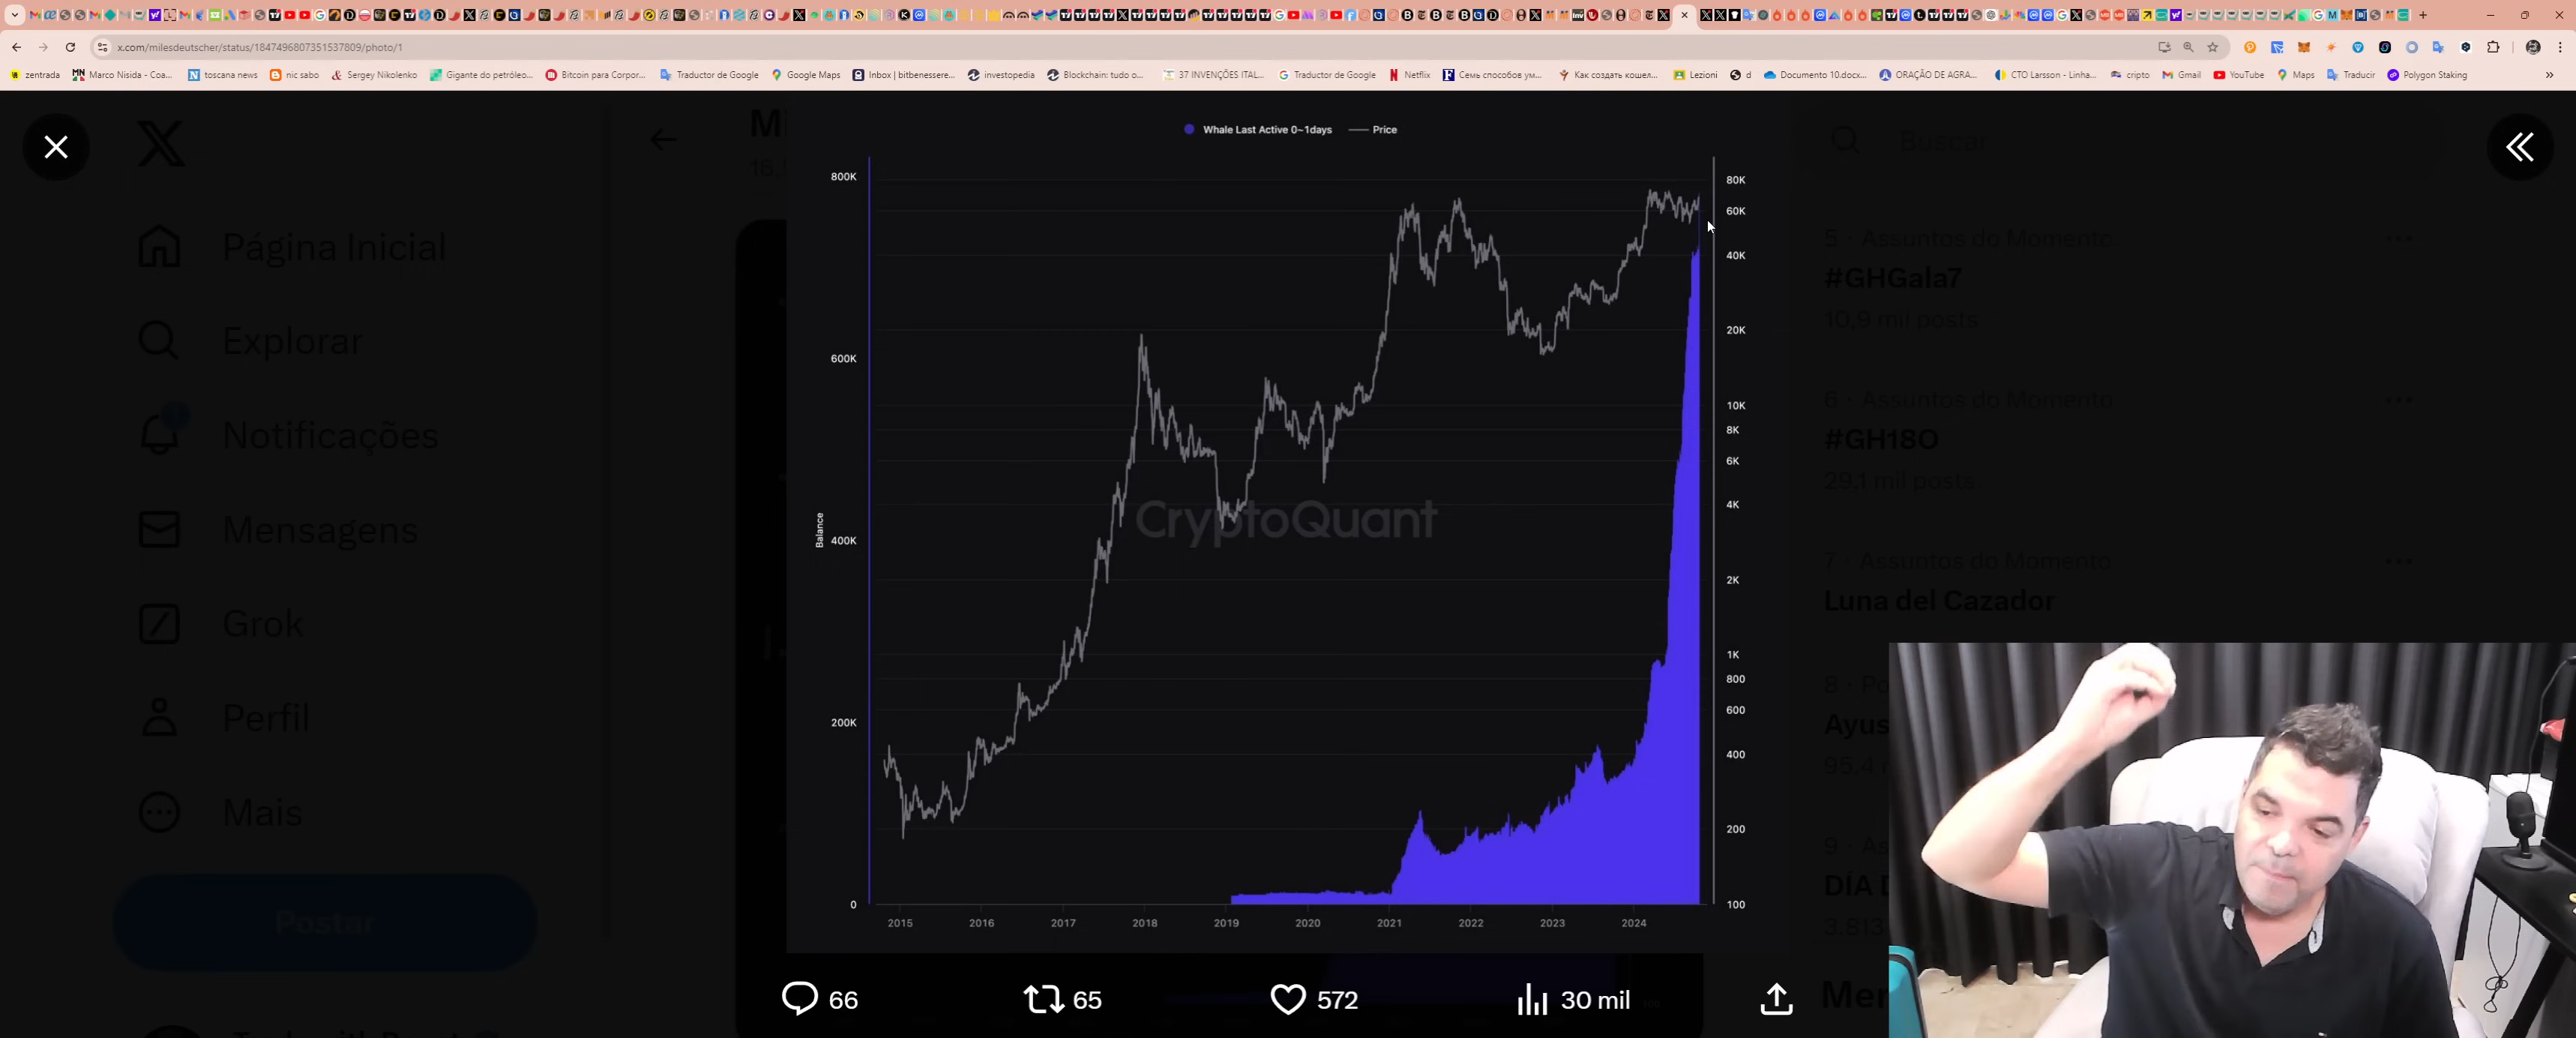 x.com/milesdeutscher/status/1847496807351537809/photo/1
zentrada
Marco Nisida - Coa...
toscana news
nic sabo
Sergey Nikolenko
Gigante do petróleo...
Bitcoin para Corpor...
Traductor de Google
Google Maps
Inbox | bitbenessere...
investopedia
Blockchain: tudo o...
37 INVENÇÕES ITAL...
Traductor de Google
Netflix
Семь способов ум...
Как создать кошел...
Lezioni
d
Documento 10.docx...
ORAÇÃO DE AGRA...
CTO Larsson - Linha...
cripto
Gmail
YouTube
Maps
Traducir
Polygon Staking
Página Inicial
Explorar
Notificações
Mensagens
Grok
Perfil
Mais
Postar
Whale Last Active 0~1days
Price
800K
600K
400K
200K
0
Balance
80K
60K
40K
20K
10K
8K
6K
4K
2K
1K
800
600
400
200
100
CryptoQuant
2015 2016 2017 2018 2019 2020 2021 2022 2023 2024
66
65
572
30 mil
Buscar
5 · Assuntos do Momento
#GHGala7
10,9 mil posts
6 · Assuntos do Momento
#GH18O
29,1 mil posts
7 · Assuntos do Momento
Luna del Cazador